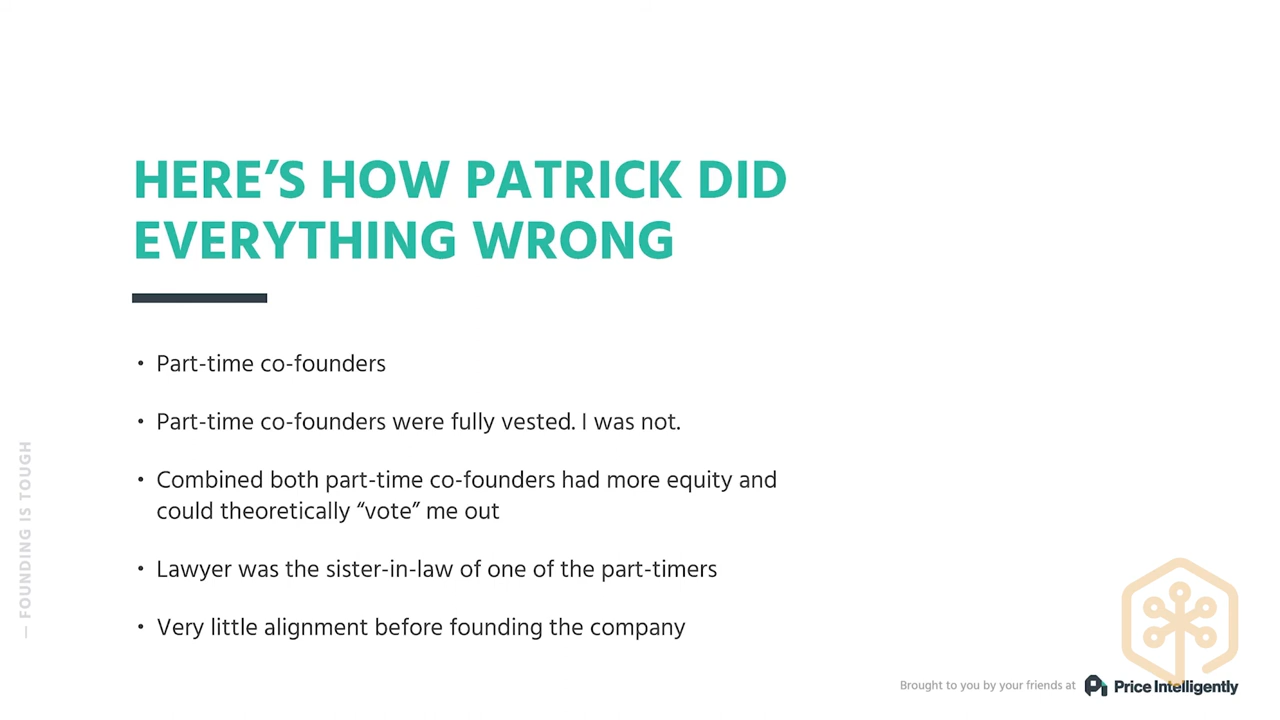 HERE’S HOW PATRICK DID
EVERYTHING WRONG
• Part-time co-founders
• Part-time co-founders were fully vested. I was not.
• Combined both part-time co-founders had more equity and
could theoretically “vote” me out
• Lawyer was the sister-in-law of one of the part-timers
• Very little alignment before founding the company
— FOUNDING IS TOUGH
Brought to you by your friends at Price Intelligently